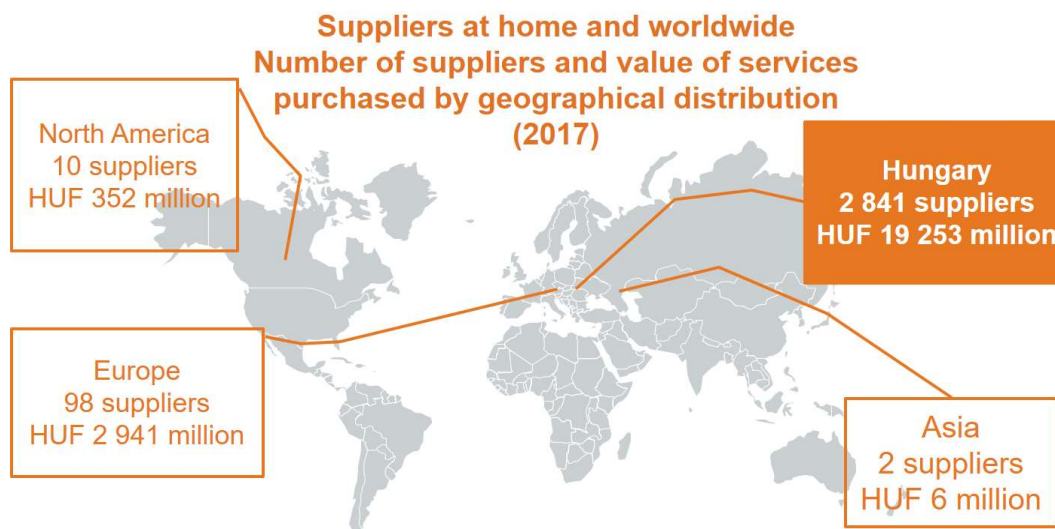 Suppliers at home and worldwide
Number of suppliers and value of services
purchased by geographical distribution
(2017)
North America
10 suppliers
HUF 352 million
Hungary
2 841 suppliers
HUF 19 253 million
Europe
98 suppliers
HUF 2 941 million
Asia
2 suppliers
HUF 6 million